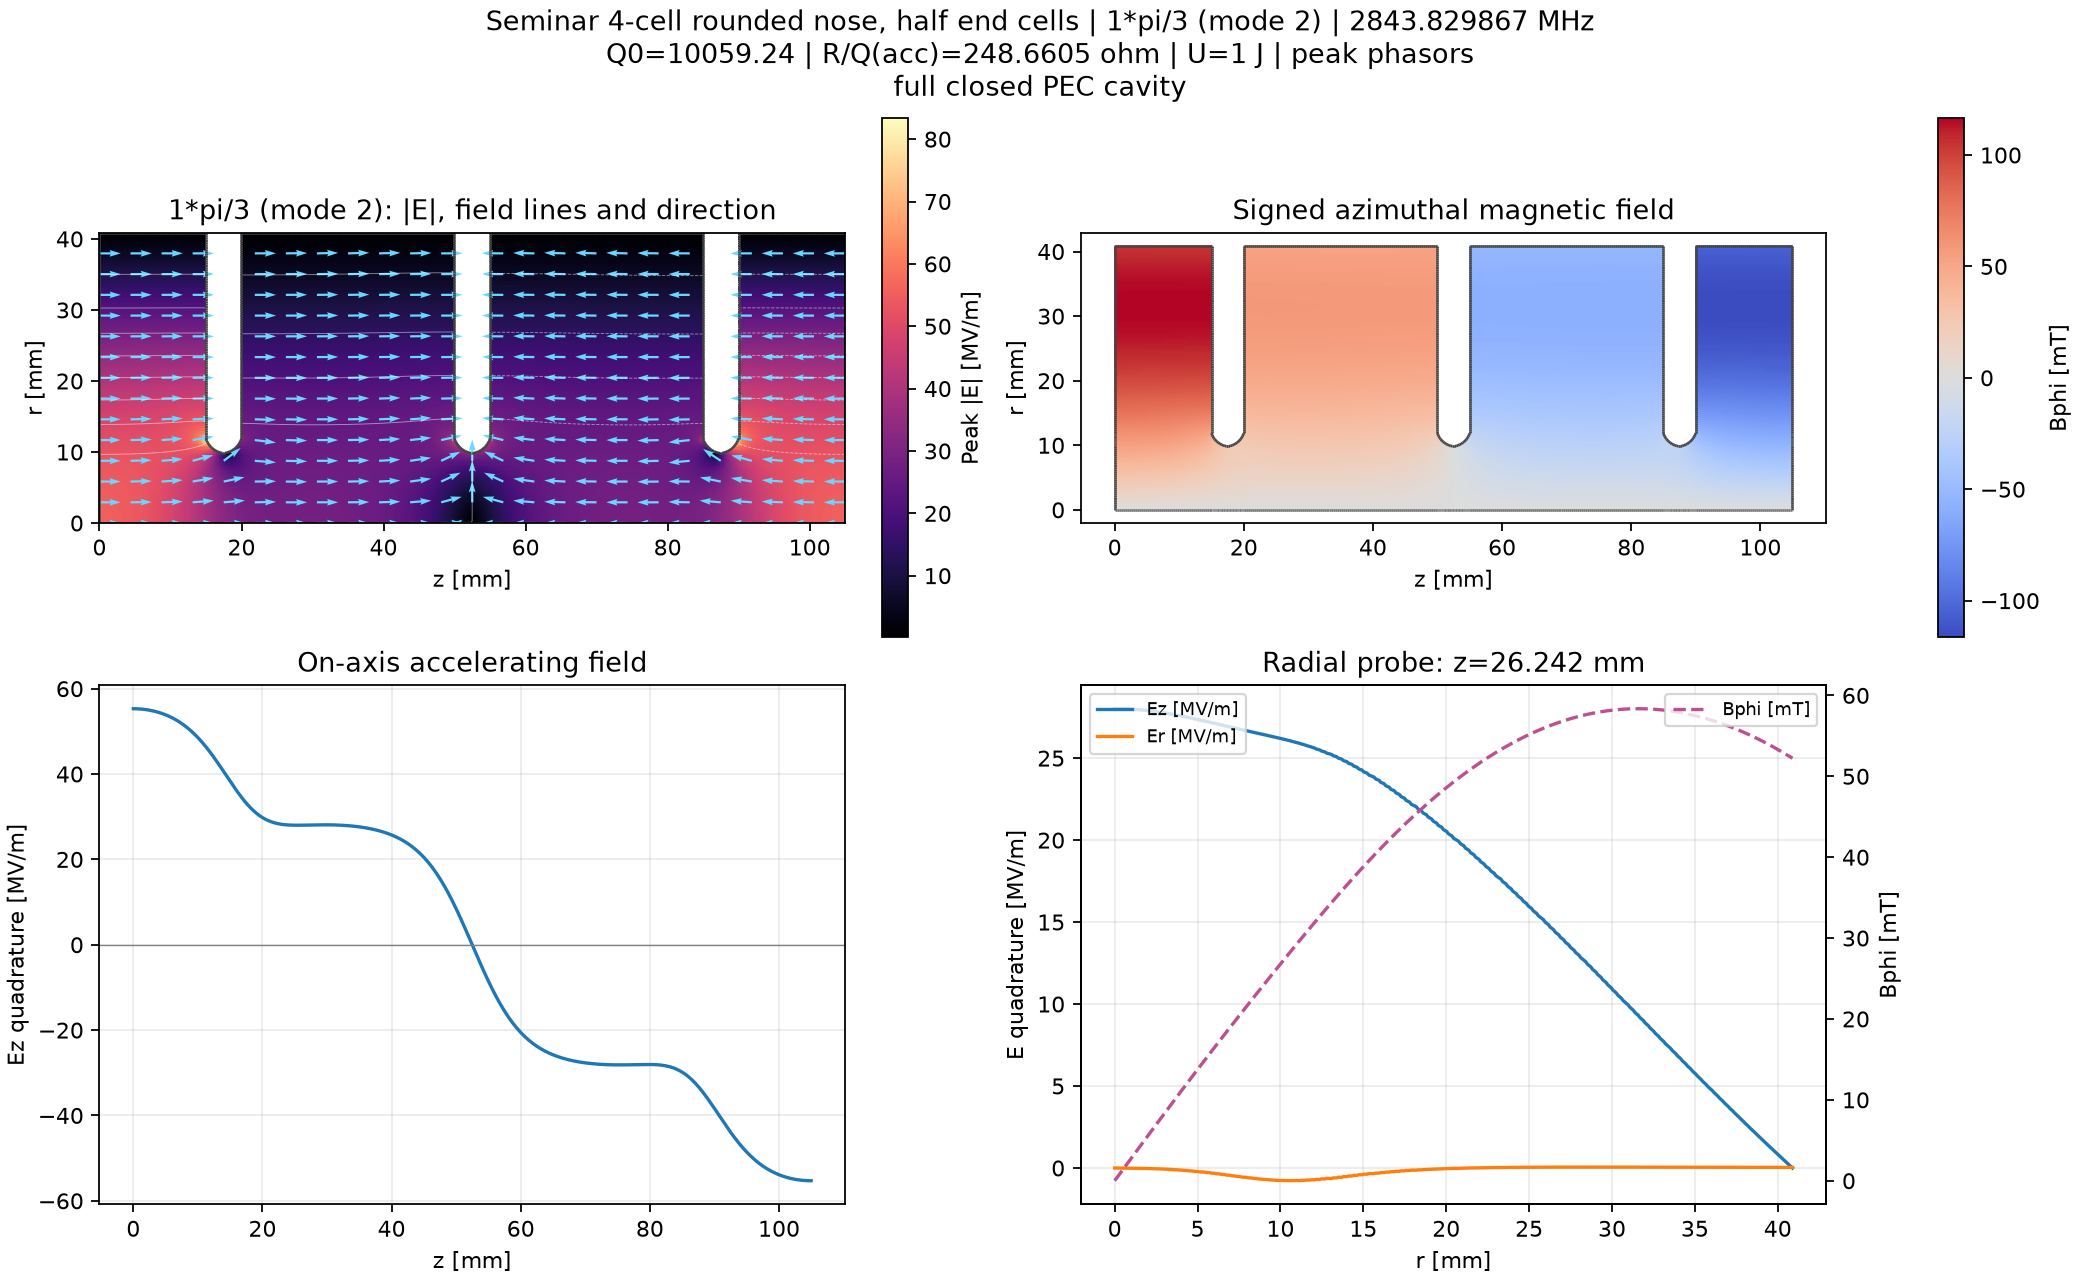 Seminar 4-cell rounded nose, half end cells | 1*pi/3 (mode 2) | 2843.829867 MHz
Q0=10059.24 | R/Q(acc)=248.6605 ohm | U=1 J | peak phasors
full closed PEC cavity
1*pi/3 (mode 2): |E|, field lines and direction
r [mm]
40
30
20
10
0
0 20 40 60 80 100
z [mm]
80
70
60
50
40
30
20
10
Peak |E| [MV/m]
Signed azimuthal magnetic field
r [mm]
40
30
20
10
0
0 20 40 60 80 100
z [mm]
100
50
0
−50
−100
Bphi [mT]
On-axis accelerating field
Ez quadrature [MV/m]
60
40
20
0
−20
−40
−60
0 20 40 60 80 100
z [mm]
Radial probe: z=26.242 mm
Ez [MV/m]
Er [MV/m]
Bphi [mT]
E quadrature [MV/m]
25
20
15
10
5
0
0 5 10 15 20 25 30 35 40
r [mm]
60
50
40
30
20
10
0
Bphi [mT]